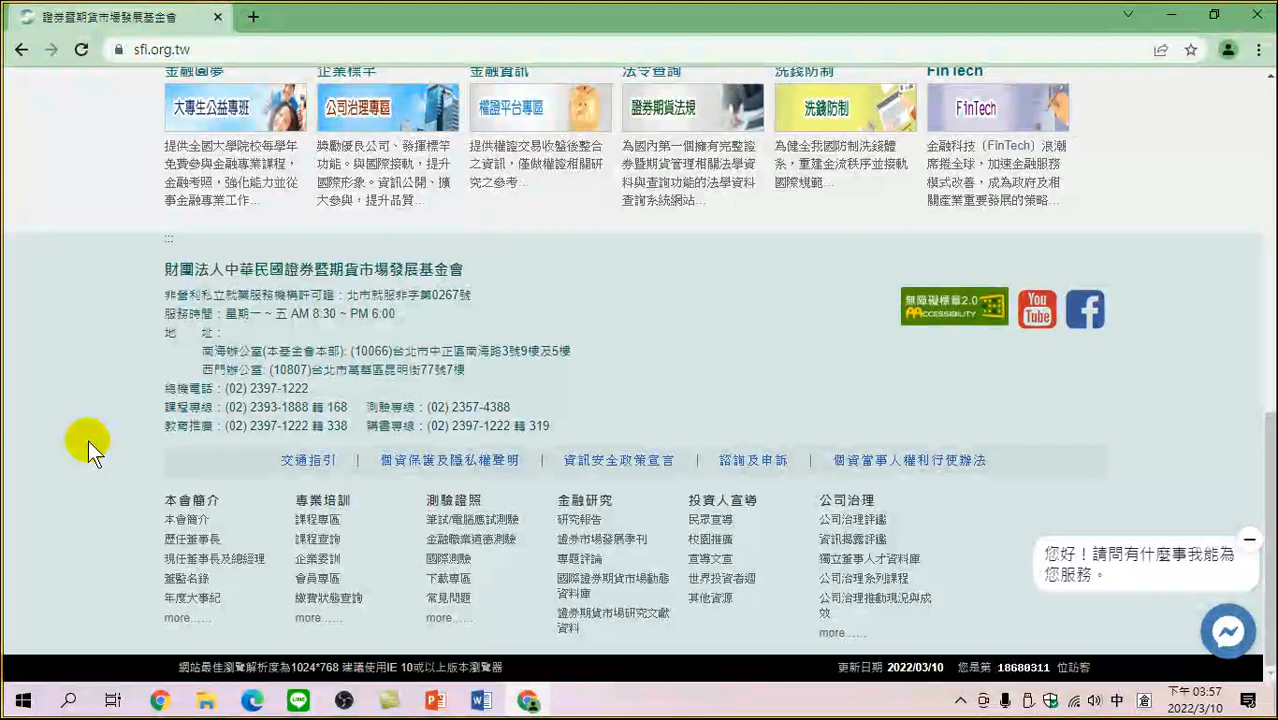 證券暨期貨市場發展基金會
sfi.org.tw
金融圓夢 企業標竿 金融資訊 法令查詢 洗錢防制 FinTech
大專生公益專班 公司治理專區 權證平台專區 證券期貨法規 洗錢防制 FinTech
提供全國大學院校每學年 獎勵優良公司、發揮標竿 提供權證交易收盤後整合 為國內第一個擁有完整證 為健全我國防制洗錢體 金融科技（FinTech）浪潮
免費參與金融專業課程， 功能。與國際接軌，提升 之資訊，僅做權證相關研 券暨期貨管理相關法學資 系，重建金流秩序並接軌 席捲全球，加速金融服務
金融考照，強化能力並從 國際形象。資訊公開、擴 究之參考... 料與查詢功能的法學資料 國際規範... 模式改善，成為政府及相
事金融專業工作... 大參與，提升品質... 查詢系統網站... 關產業重要發展的策略...
:::
財團法人中華民國證券暨期貨市場發展基金會
非營利私立就業服務機構許可證：北市就服非字第0267號
服務時間：星期一 ~ 五 AM 8:30 ~ PM 6:00
地 址：
南海辦公室(本基金會本部): (10066)台北市中正區南海路3號9樓及5樓
西門辦公室: (10807)台北市萬華區昆明街77號7樓
總機電話：(02) 2397-1222
課程專線：(02) 2393-1888 轉 168 測驗專線：(02) 2357-4388
教育推廣：(02) 2397-1222 轉 338 購書專線：(02) 2397-1222 轉 319
無障礙標章2.0
ACCESSIBILITY
You
Tube
交通指引 | 個資保護及隱私權聲明 | 資訊安全政策宣言 | 諮詢及申訴 | 個資當事人權利行使辦法
本會簡介 專業培訓 測驗證照 金融研究 投資人宣導 公司治理
本會簡介 課程專區 筆試/電腦應試測驗 研究報告 民眾宣導 公司治理評鑑
歷任董事長 課程查詢 金融職業道德測驗 證券市場發展季刊 校園推廣 資訊揭露評鑑
現任董事長及總經理 企業委訓 國際測驗 專題評論 宣導文宣 獨立董事人才資料庫
董監名錄 會員專區 下載專區 國際證券期貨市場動態資料庫 世界投資者週 公司治理系列課程
年度大事紀 繳費狀態查詢 常見問題 證券期貨市場研究文獻資料 其他資源 公司治理推動現況與成效
more...... more...... more...... more......
您好！請問有什麼事我能為
您服務。
網站最佳瀏覽解析度為1024*768 建議使用IE 10或以上版本瀏覽器 更新日期 2022/03/10 您是第 18680311 位訪客
中 倉 下午 03:57
2022/3/10